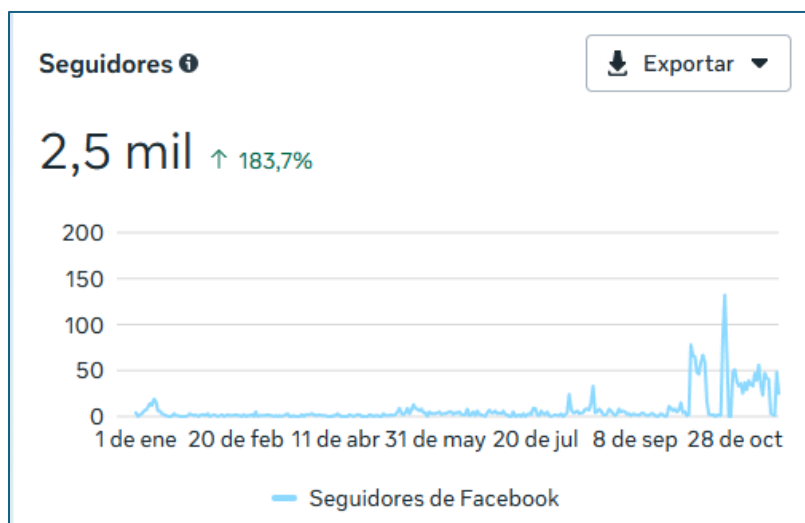 Seguidores
Exportar
2,5 mil ↑ 183,7%
200
150
100
50
0
1 de ene 20 de feb 11 de abr 31 de may 20 de jul 8 de sep 28 de oct
Seguidores de Facebook